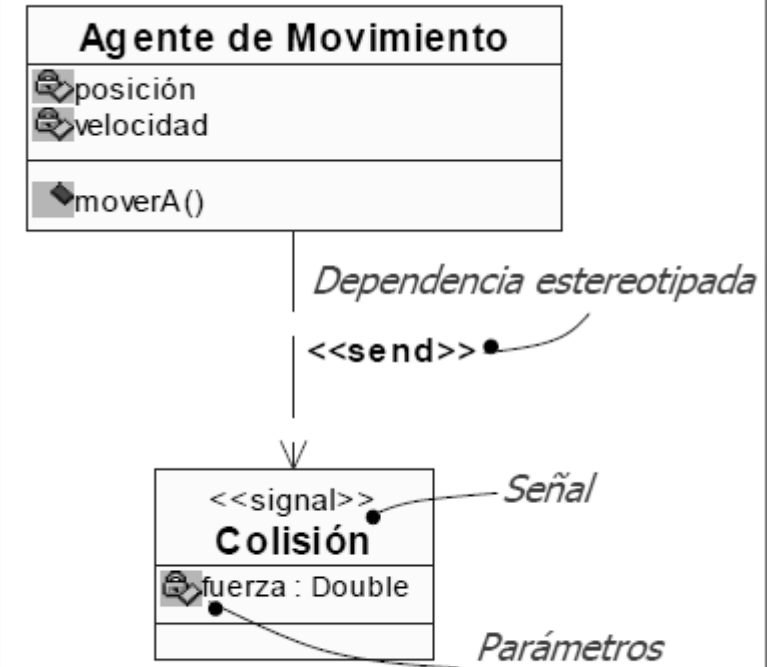 Agente de Movimiento
posición
velocidad
moverA()
Dependencia estereotipada
<<send>>
<<signal>>
Señal
Colisión
fuerza : Double
Parámetros